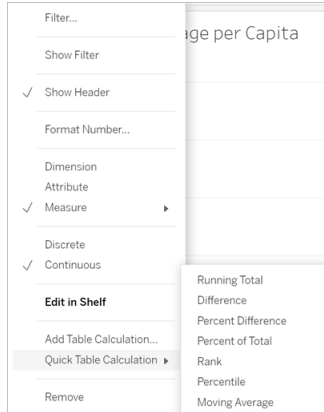 Filter...
age per Capita
Show Filter
Show Header
Format Number...
Dimension
Attribute
Measure
Discrete
Continuous
Edit in Shelf
Add Table Calculation...
Quick Table Calculation
Remove
Running Total
Difference
Percent Difference
Percent of Total
Rank
Percentile
Moving Average